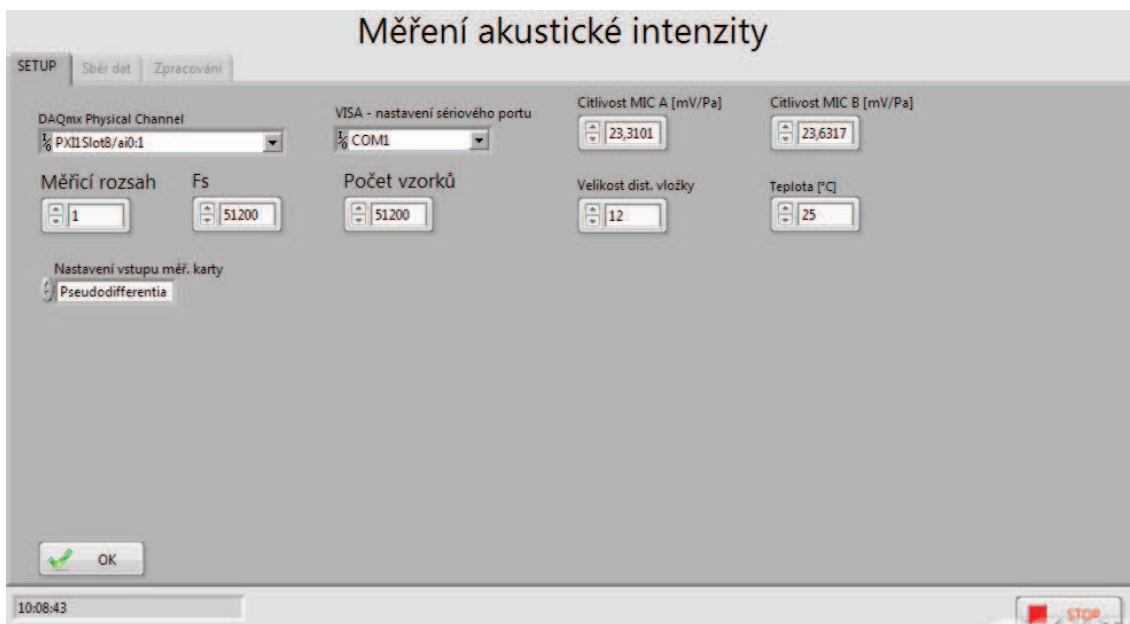 Měření akustické intenzity
SETUP Sběr dat Zpracování
DAQmx Physical Channel
PXI1Slot8/ai0:1
VISA - nastavení sériového portu
COM1
Citlivost MIC A [mV/Pa]
23,3101
Citlivost MIC B [mV/Pa]
23,6317
Měřicí rozsah
1
Fs
51200
Počet vzorků
51200
Velikost dist. vložky
12
Teplota [°C]
25
Nastavení vstupu měř. karty
Pseudodifferentia
OK
10:08:43
STOP